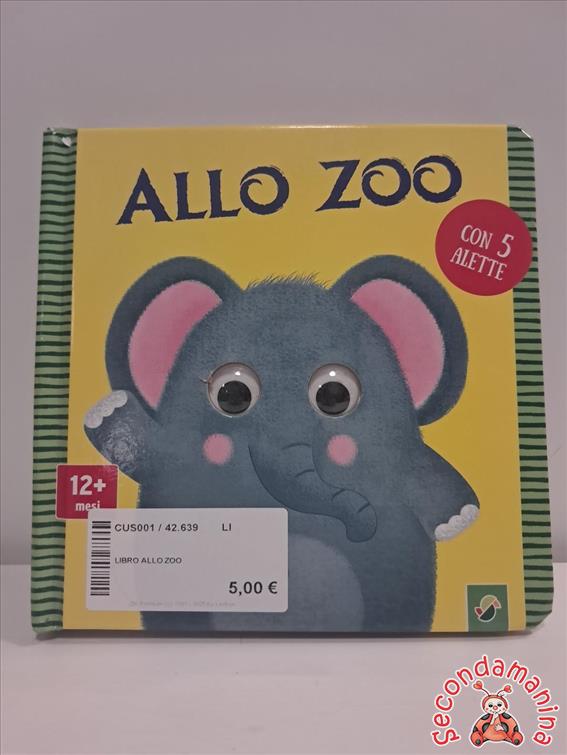 ALLO ZOO
CON 5
ALETTE
12+
mesi
CUS001 / 42.639 LI
LIBRO ALLO ZOO
5,00 €
Secondamanina